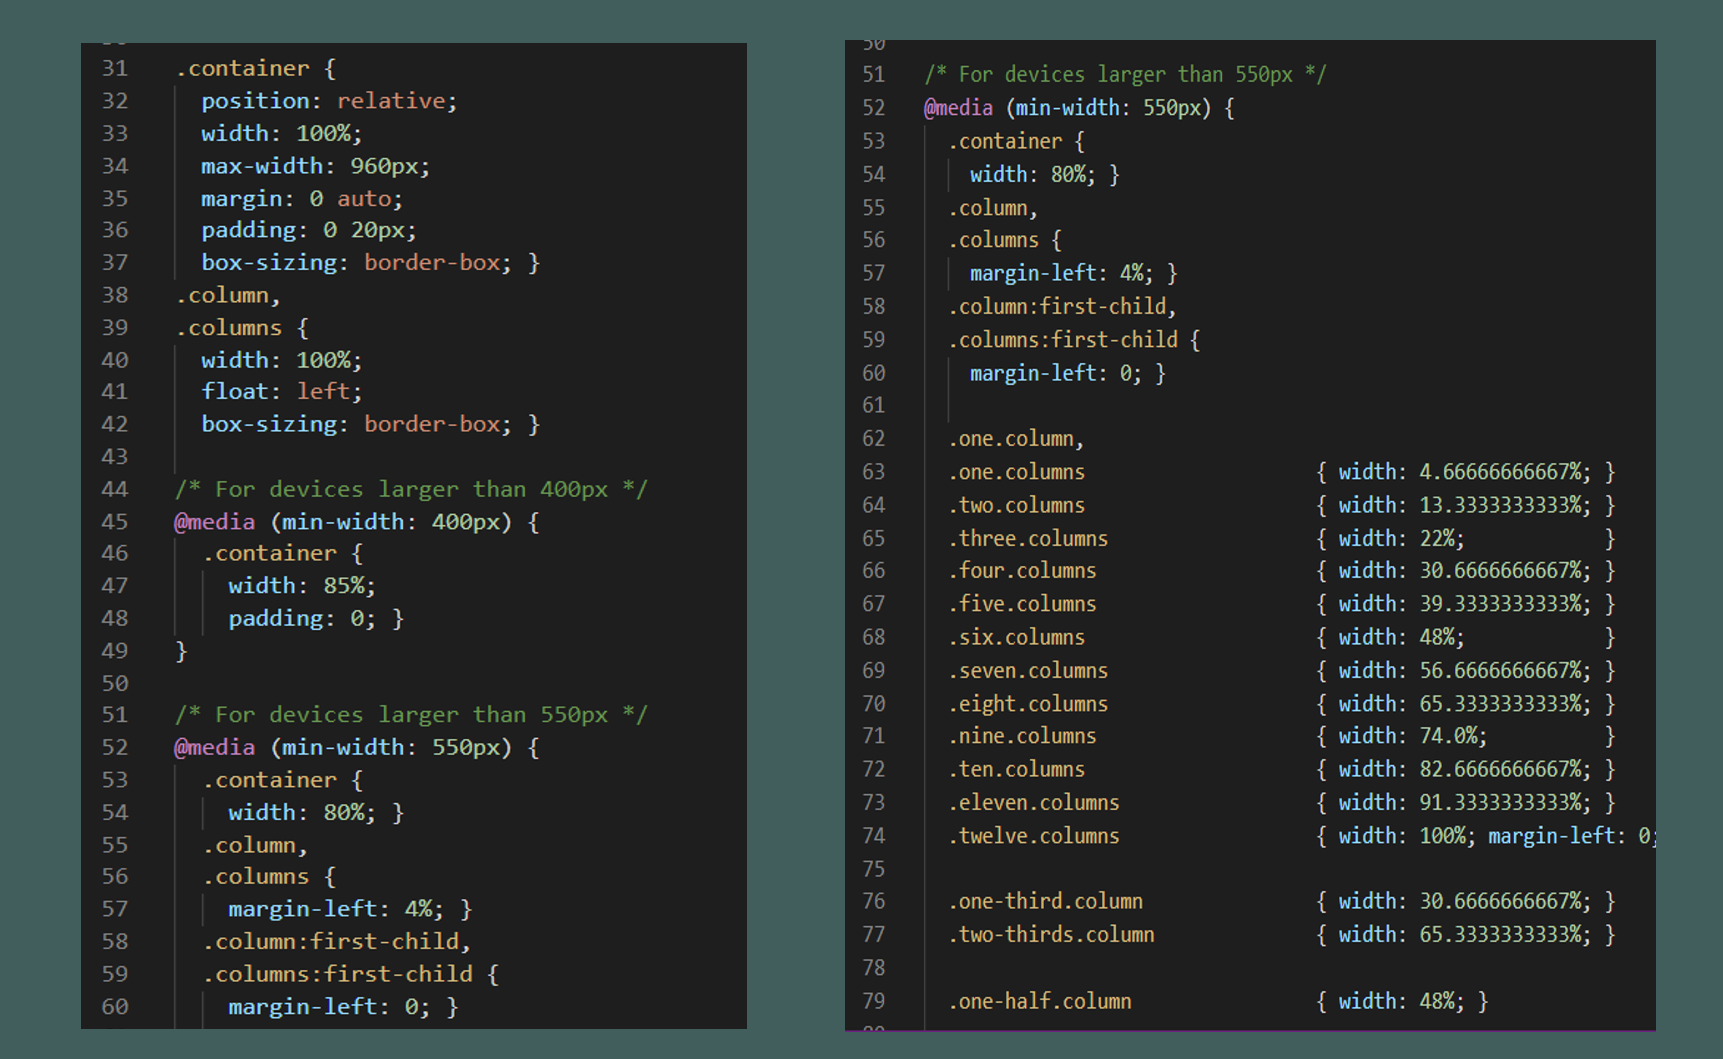 31 .container {
32 position: relative;
33 width: 100%;
34 max-width: 960px;
35 margin: 0 auto;
36 padding: 0 20px;
37 box-sizing: border-box; }
38 .column,
39 .columns {
40 width: 100%;
41 float: left;
42 box-sizing: border-box; }
43
44 /* For devices larger than 400px */
45 @media (min-width: 400px) {
46 .container {
47 width: 85%;
48 padding: 0; }
49 }
50
51 /* For devices larger than 550px */
52 @media (min-width: 550px) {
53 .container {
54 width: 80%; }
55 .column,
56 .columns {
57 margin-left: 4%; }
58 .column:first-child,
59 .columns:first-child {
60 margin-left: 0; }
50
51 /* For devices larger than 550px */
52 @media (min-width: 550px) {
53 .container {
54 width: 80%; }
55 .column,
56 .columns {
57 margin-left: 4%; }
58 .column:first-child,
59 .columns:first-child {
60 margin-left: 0; }
61
62 .one.column,
63 .one.columns { width: 4.66666666667%; }
64 .two.columns { width: 13.3333333333%; }
65 .three.columns { width: 22%; }
66 .four.columns { width: 30.6666666667%; }
67 .five.columns { width: 39.3333333333%; }
68 .six.columns { width: 48%; }
69 .seven.columns { width: 56.6666666667%; }
70 .eight.columns { width: 65.3333333333%; }
71 .nine.columns { width: 74.0%; }
72 .ten.columns { width: 82.6666666667%; }
73 .eleven.columns { width: 91.3333333333%; }
74 .twelve.columns { width: 100%; margin-left: 0;
75
76 .one-third.column { width: 30.6666666667%; }
77 .two-thirds.column { width: 65.3333333333%; }
78
79 .one-half.column { width: 48%; }